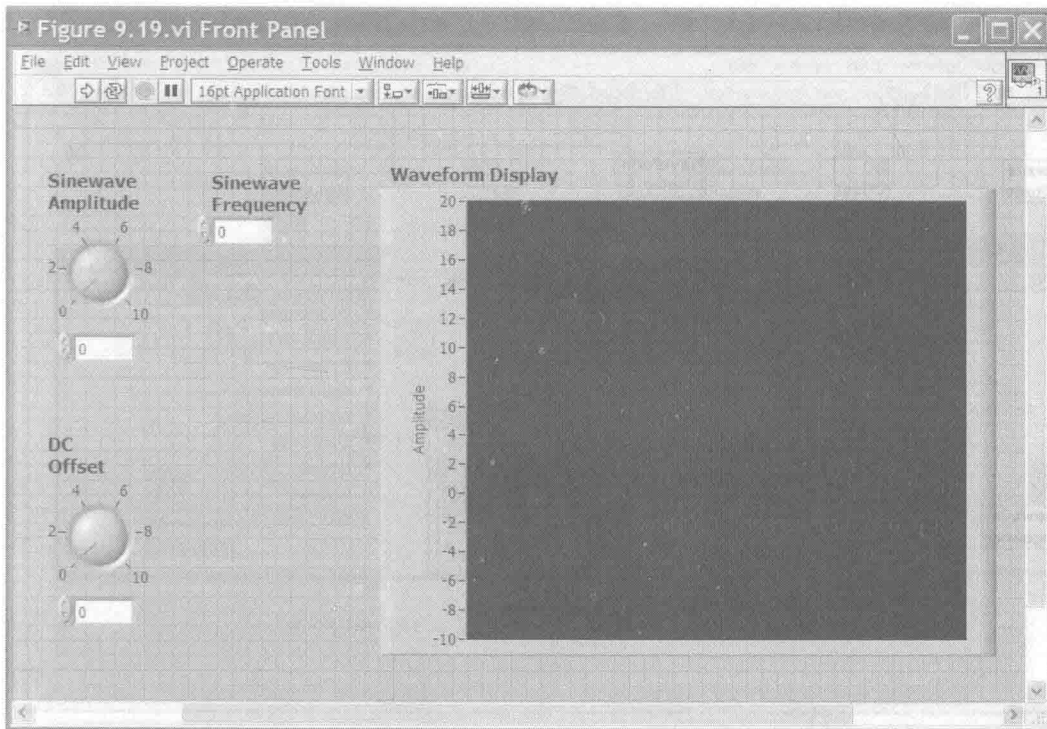 Figure 9.19.vi Front Panel
File Edit View Project Operate Tools Window Help
16pt Application Font
?
1
Sinewave
Amplitude
4 6
2 8
0 10
0
Sinewave
Frequency
0
DC
Offset
4 6
2 8
0 10
0
Waveform Display
Amplitude
20
18
16
14
12
10
8
6
4
2
0
-2
-4
-6
-8
-10